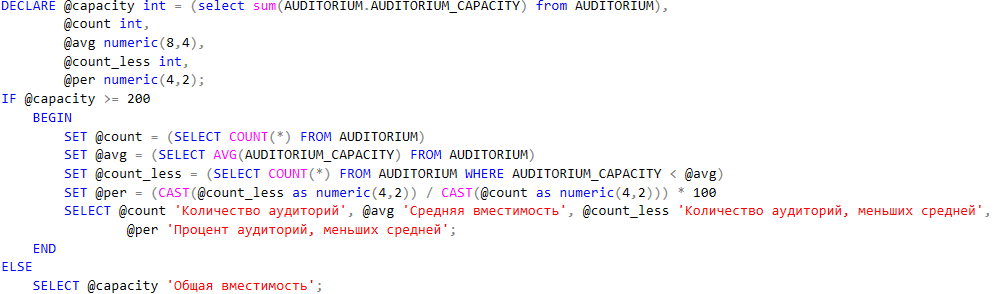 DECLARE @capacity int = (select sum(AUDITORIUM.AUDITORIUM_CAPACITY) from AUDITORIUM),
@count int,
@avg numeric(8,4),
@count_less int,
@per numeric(4,2);
IF @capacity >= 200
BEGIN
SET @count = (SELECT COUNT(*) FROM AUDITORIUM)
SET @avg = (SELECT AVG(AUDITORIUM_CAPACITY) FROM AUDITORIUM)
SET @count_less = (SELECT COUNT(*) FROM AUDITORIUM WHERE AUDITORIUM_CAPACITY < @avg)
SET @per = (CAST(@count_less as numeric(4,2)) / CAST(@count as numeric(4,2))) * 100
SELECT @count 'Количество аудиторий', @avg 'Средняя вместимость', @count_less 'Количество аудиторий, меньших средней',
@per 'Процент аудиторий, меньших средней';
END
ELSE
SELECT @capacity 'Общая вместимость';